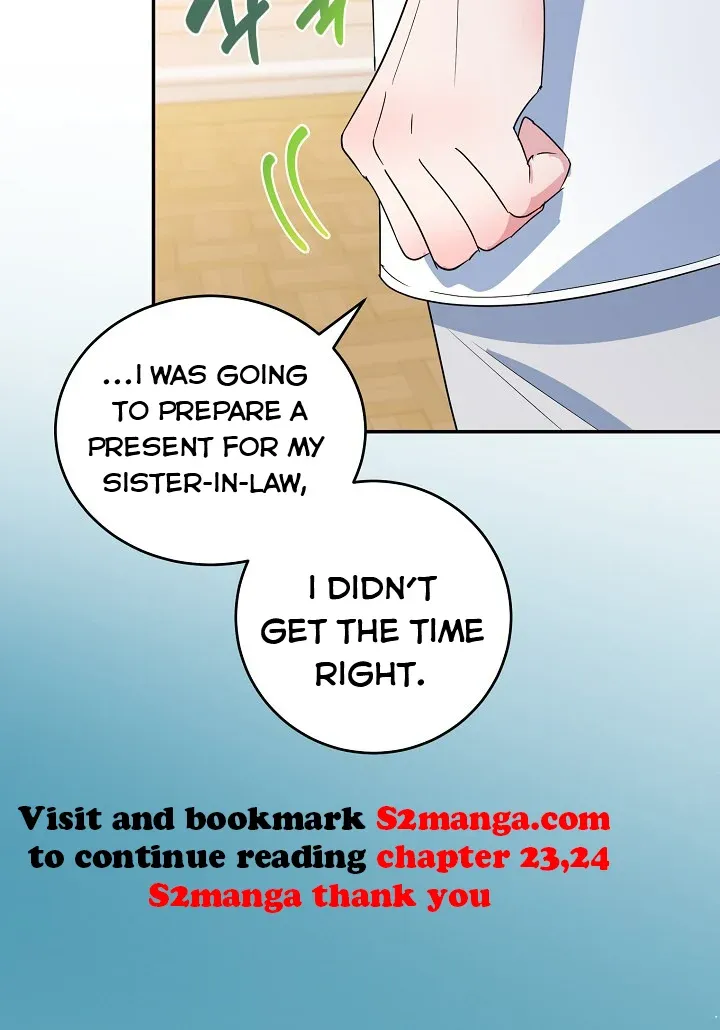 ...I WAS GOING
TO PREPARE A
PRESENT FOR MY
SISTER-IN-LAW,
I DIDN'T
GET THE TIME
RIGHT.
Visit and bookmark S2manga.com
to continue reading chapter 23,24
S2manga thank you